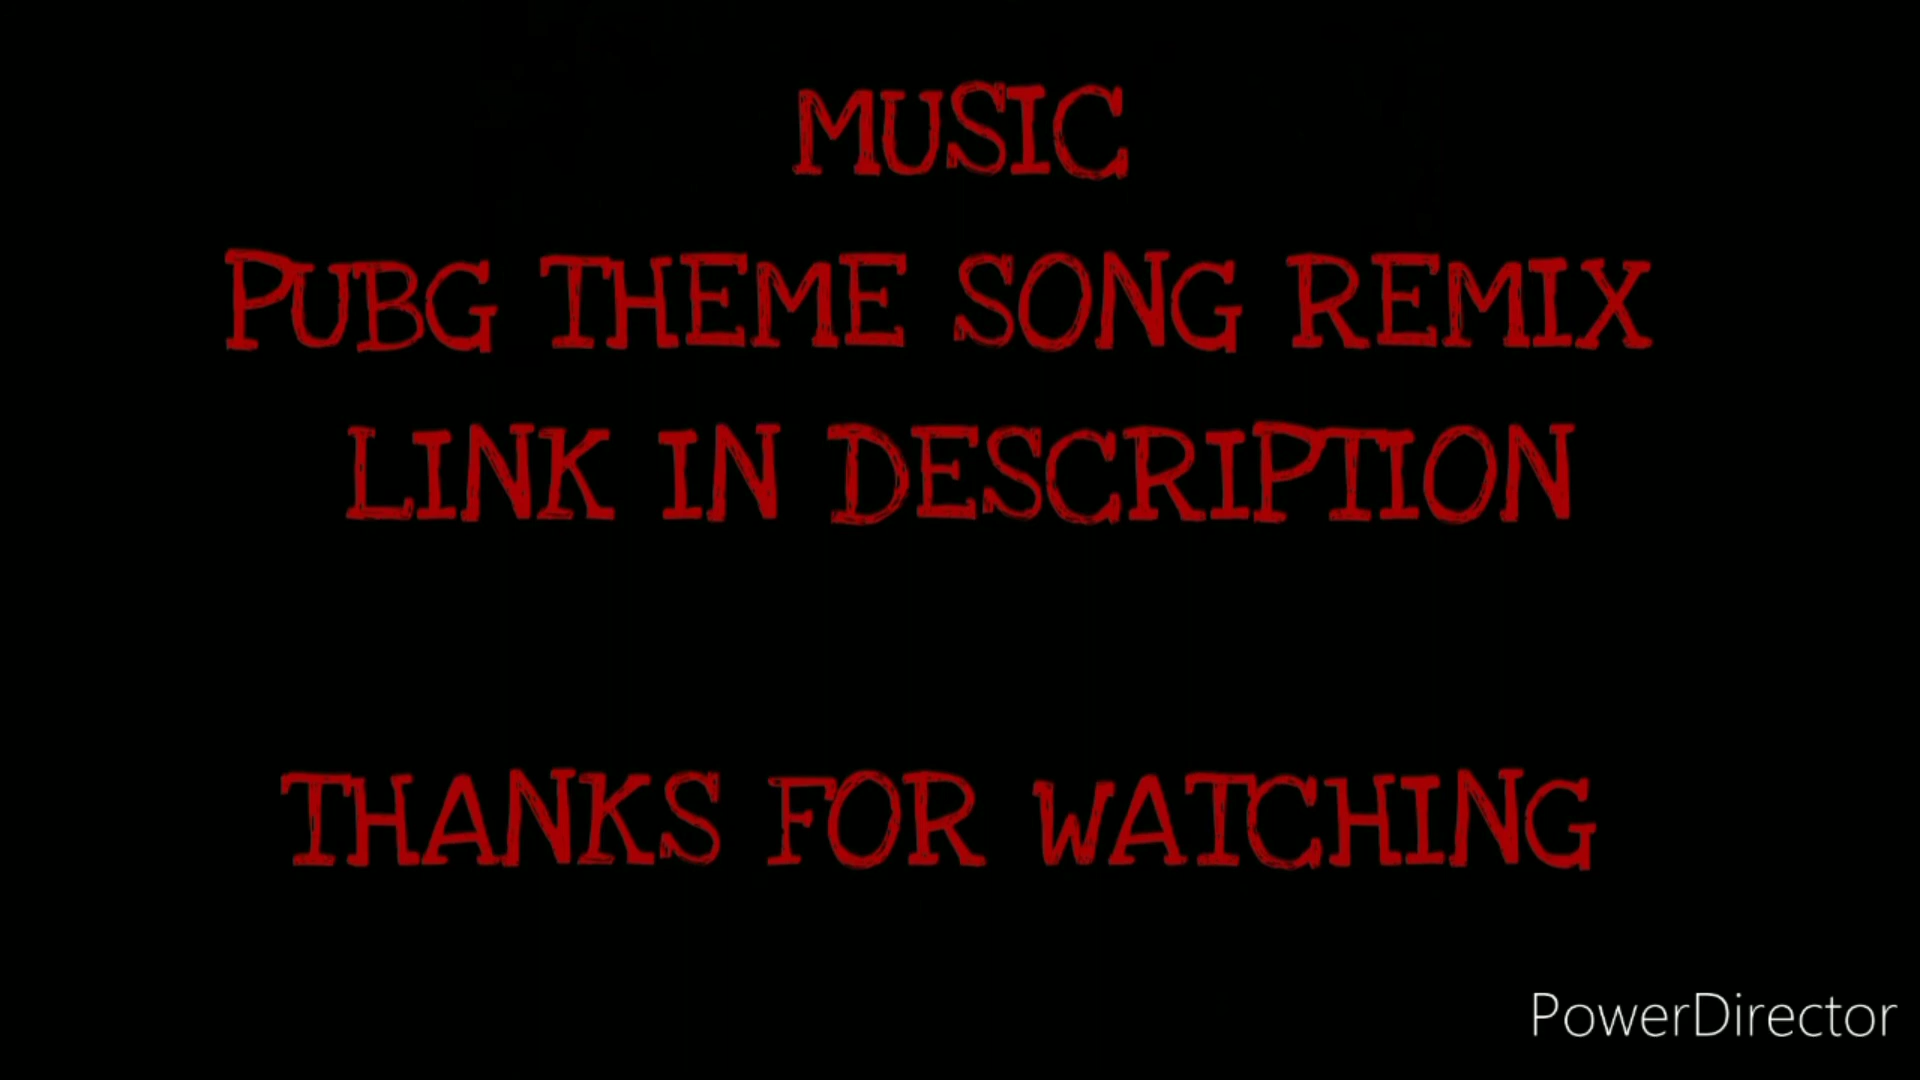 MUSIC
PUBG THEME SONG REMIX
LINK IN DESCRIPTION
THANKS FOR WATCHING
PowerDirector